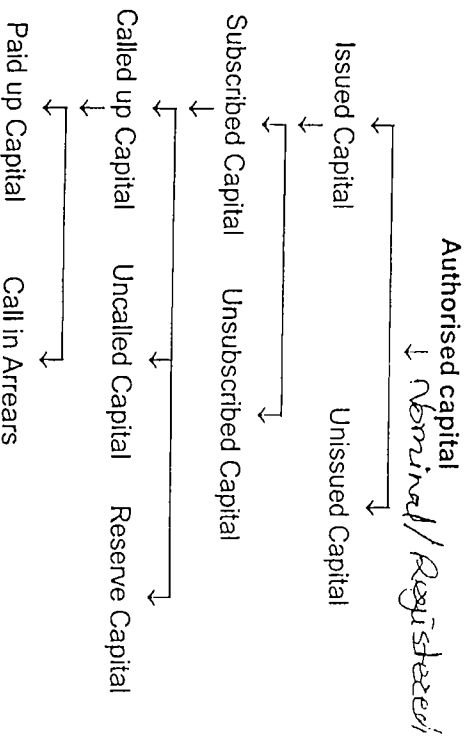 Authorised capital
↓ Nominal / Registered
Issued Capital Unissued Capital
Subscribed Capital Unsubscribed Capital
Called up Capital Uncalled Capital Reserve Capital
Paid up Capital Call in Arrears